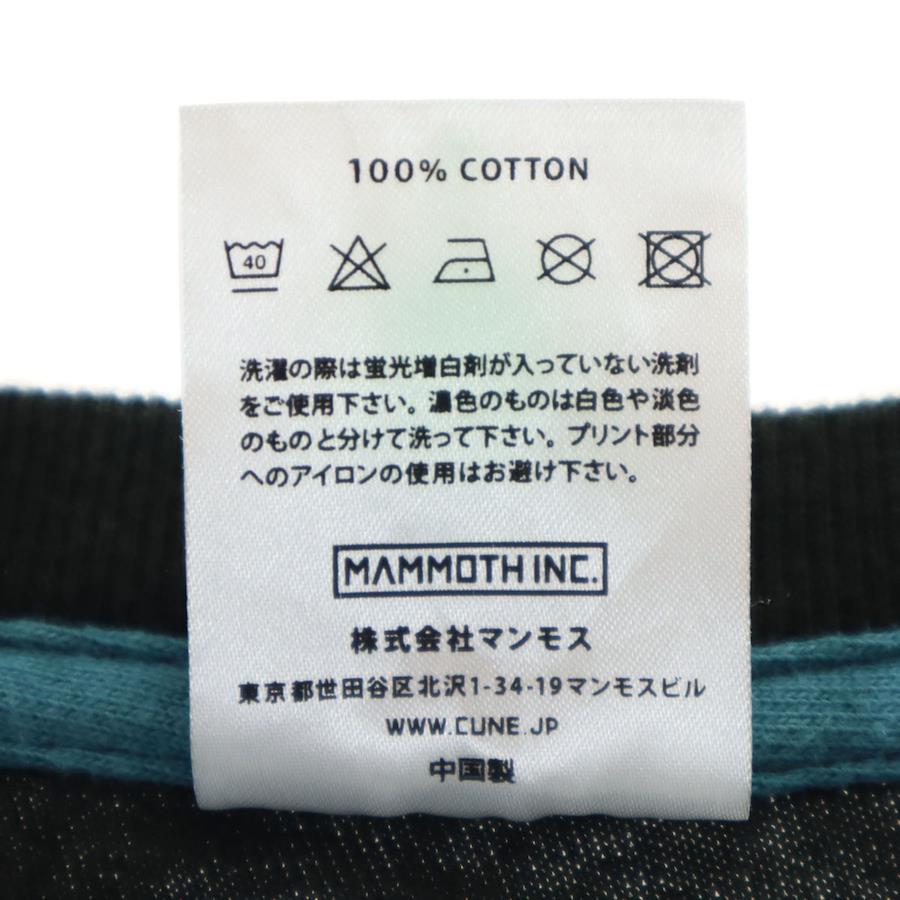 100% COTTON
40
洗濯の際は蛍光増白剤が入っていない洗剤
をご使用下さい。濃色のものは白色や淡色
のものと分けて洗って下さい。プリント部分
へのアイロンの使用はお避け下さい。
MAMMOTH INC.
株式会社マンモス
東京都世田谷区北沢1-34-19マンモスビル
WWW.CUNE.JP
中国製